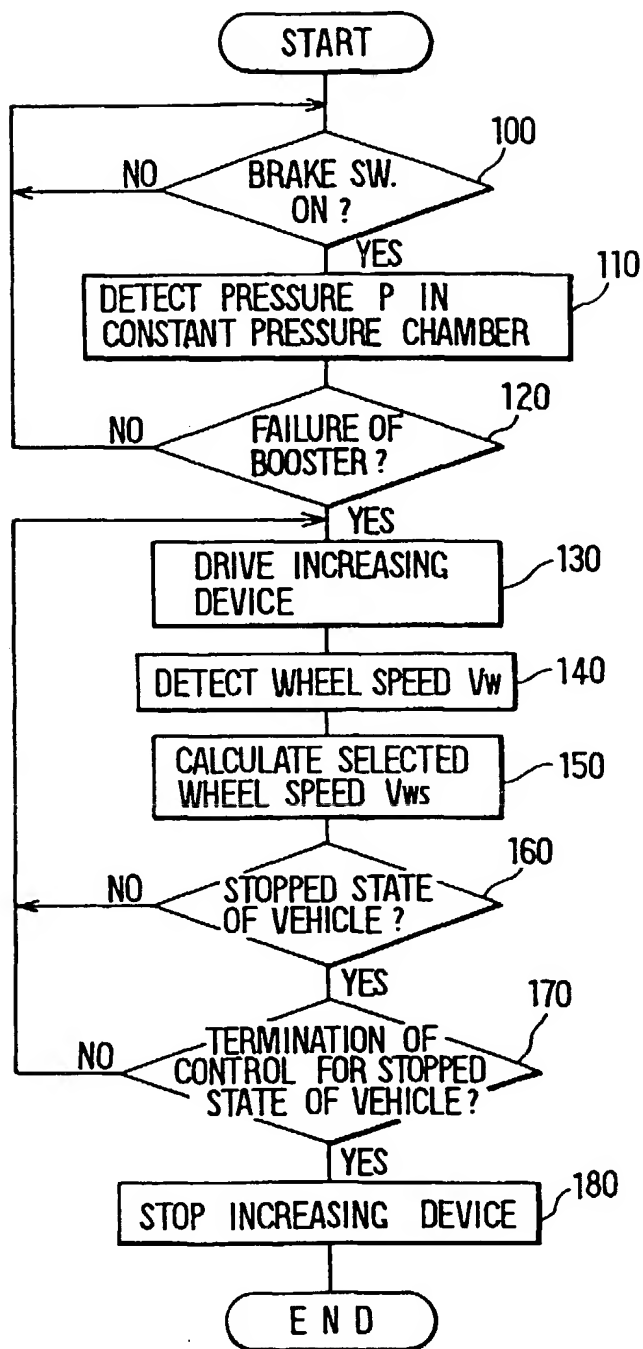 START
100
NO
BRAKE SW.
ON ?
YES
110
DETECT PRESSURE P IN
CONSTANT PRESSURE CHAMBER
120
NO
FAILURE OF
BOOSTER ?
YES
130
DRIVE INCREASING
DEVICE
DETECT WHEEL SPEED Vw
140
CALCULATE SELECTED
WHEEL SPEED Vws
150
160
NO
STOPPED STATE
OF VEHICLE ?
YES
170
TERMINATION OF
NO
CONTROL FOR STOPPED
STATE OF VEHICLE ?
YES
180
STOP INCREASING DEVICE
END